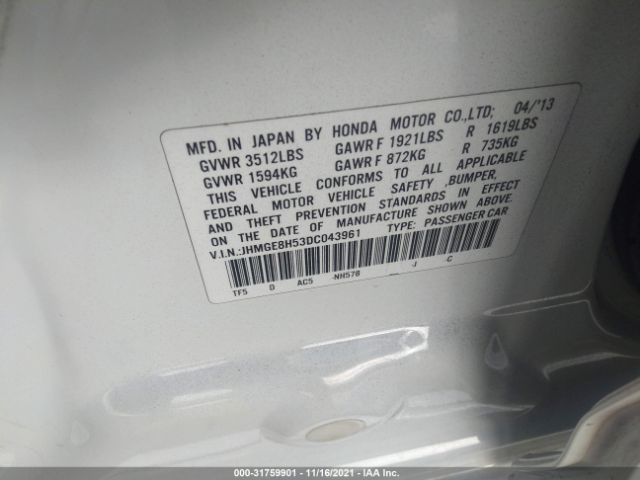 MFD. IN JAPAN BY HONDA MOTOR CO.,LTD; 04/'13
GVWR 3512LBS GAWR F 1921LBS R 1619LBS
GVWR 1594KG GAWR F 872KG R 735KG
THIS VEHICLE CONFORMS TO ALL APPLICABLE
FEDERAL MOTOR VEHICLE SAFETY ,BUMPER,
AND THEFT PREVENTION STANDARDS IN EFFECT
ON THE DATE OF MANUFACTURE SHOWN ABOVE.
V.I.N.:JHMGE8H53DC043961 TYPE: PASSENGER CAR
TF5 D AC5 -NH578 J -C
000-31759901 - 11/16/2021 - IAA Inc.